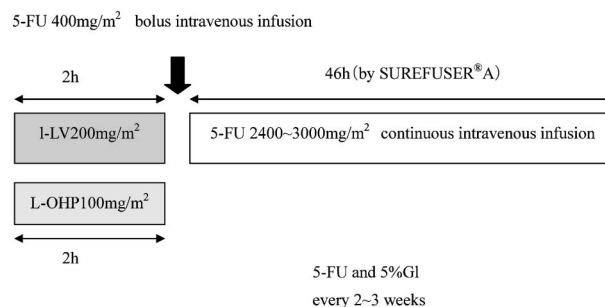 5-FU 400mg/m² bolus intravenous infusion
2h
46h(by SUREFUSER®A)
l-LV200mg/m²
5-FU 2400~3000mg/m² continuous intravenous infusion
L-OHP100mg/m²
2h
5-FU and 5%Gl
every 2~3 weeks